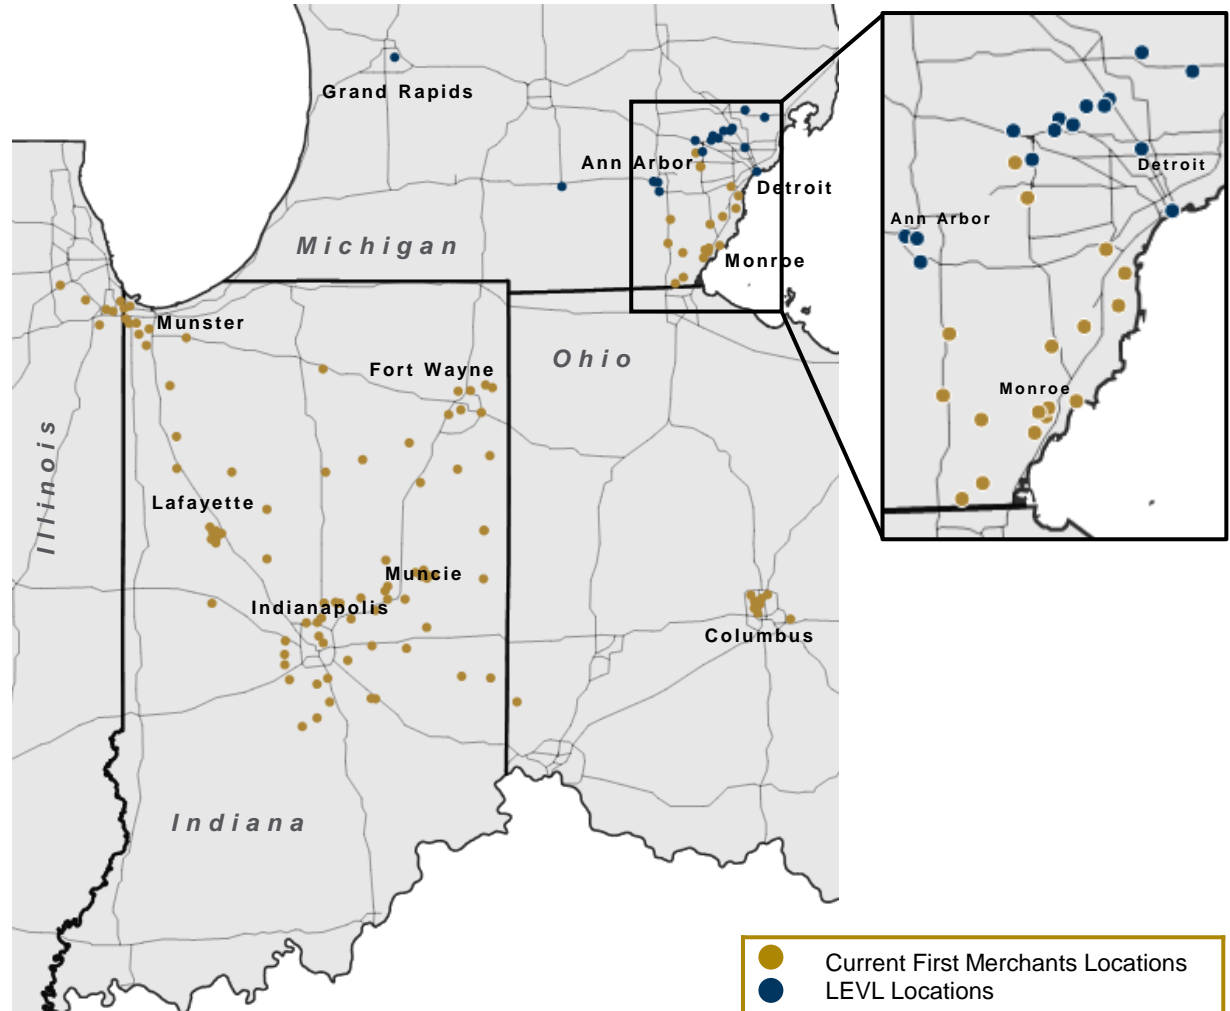 Grand Rapids
Ann Arbor
Detroit
Michigan
Monroe
Munster
Fort Wayne
Ohio
Illinois
Lafayette
Muncie
Indianapolis
Columbus
Indiana
Detroit
Ann Arbor
Monroe
Current First Merchants Locations
LEVL Locations